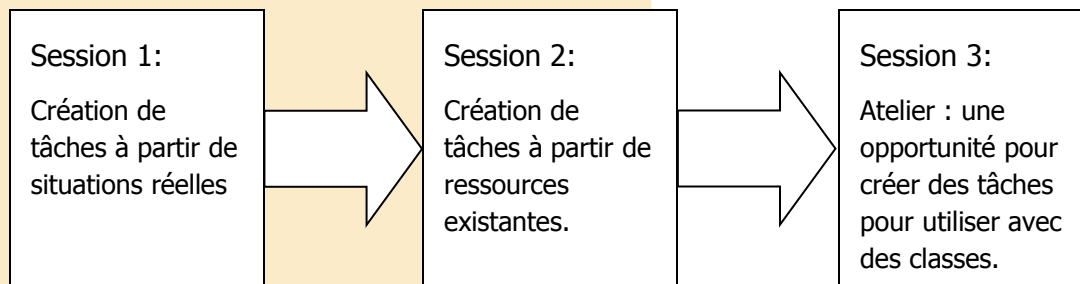 Session 1:
Création de
tâches à partir de
situations réelles
Session 2:
Création de
tâches à partir de
ressources
existantes.
Session 3:
Atelier : une
opportunité pour
créer des tâches
pour utiliser avec
des classes.